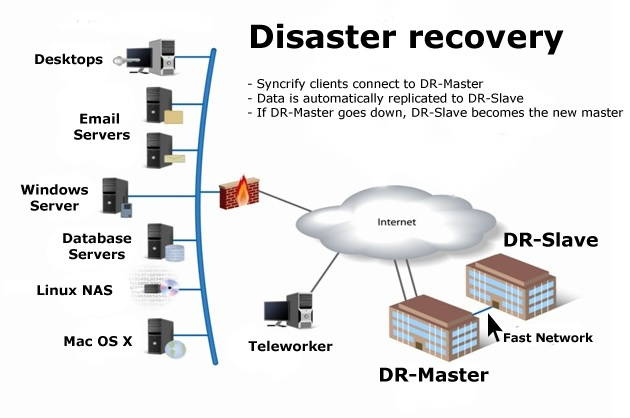 Disaster recovery
- Syncrify clients connect to DR-Master
- Data is automatically replicated to DR-Slave
- If DR-Master goes down, DR-Slave becomes the new master
Desktops
Email
Servers
Windows
Server
Database
Servers
Linux NAS
Mac OS X
Internet
Teleworker
DR-Slave
Fast Network
DR-Master